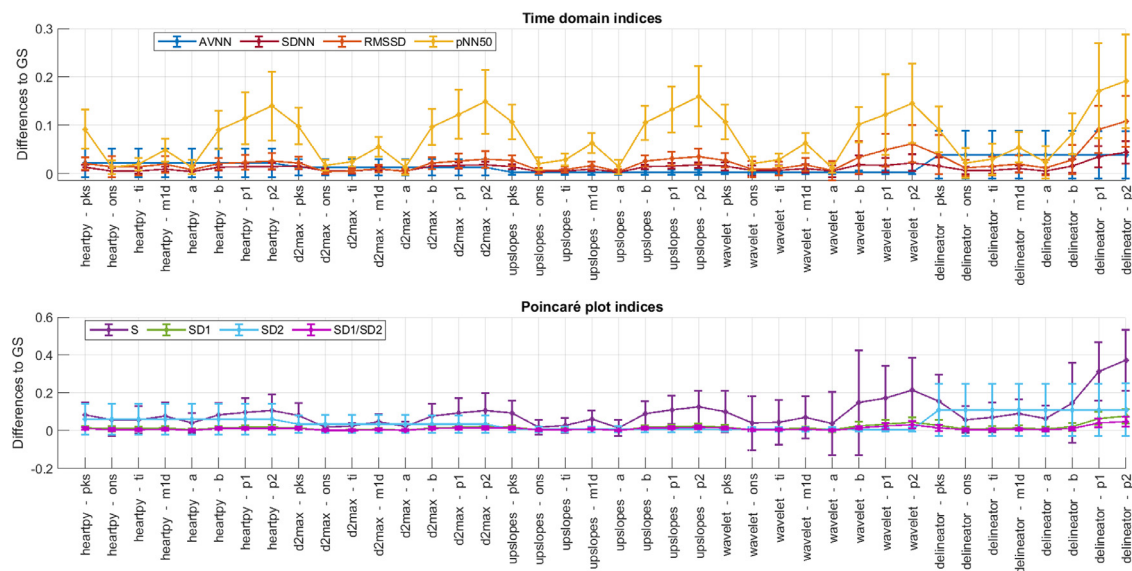 Time domain indices
0.3
0.2
0.1
0
Differences to GS
AVNN SDNN RMSSD pNN50
heartpy - pks
heartpy - ons
heartpy - ti
heartpy - m1d
heartpy - a
heartpy - b
heartpy - p1
heartpy - p2
d2max - pks
d2max - ons
d2max - ti
d2max - m1d
d2max - a
d2max - b
d2max - p1
d2max - p2
upslopes - pks
upslopes - ons
upslopes - ti
upslopes - m1d
upslopes - a
upslopes - b
upslopes - p1
upslopes - p2
wavelet - pks
wavelet - ons
wavelet - ti
wavelet - m1d
wavelet - a
wavelet - b
wavelet - p1
wavelet - p2
delineator - pks
delineator - ons
delineator - ti
delineator - m1d
delineator - a
delineator - b
delineator - p1
delineator - p2
Poincaré plot indices
0.6
0.4
0.2
0
-0.2
Differences to GS
S SD1 SD2 SD1/SD2
heartpy - pks
heartpy - ons
heartpy - ti
heartpy - m1d
heartpy - a
heartpy - b
heartpy - p1
heartpy - p2
d2max - pks
d2max - ons
d2max - ti
d2max - m1d
d2max - a
d2max - b
d2max - p1
d2max - p2
upslopes - pks
upslopes - ons
upslopes - ti
upslopes - m1d
upslopes - a
upslopes - b
upslopes - p1
upslopes - p2
wavelet - pks
wavelet - ons
wavelet - ti
wavelet - m1d
wavelet - a
wavelet - b
wavelet - p1
wavelet - p2
delineator - pks
delineator - ons
delineator - ti
delineator - m1d
delineator - a
delineator - b
delineator - p1
delineator - p2